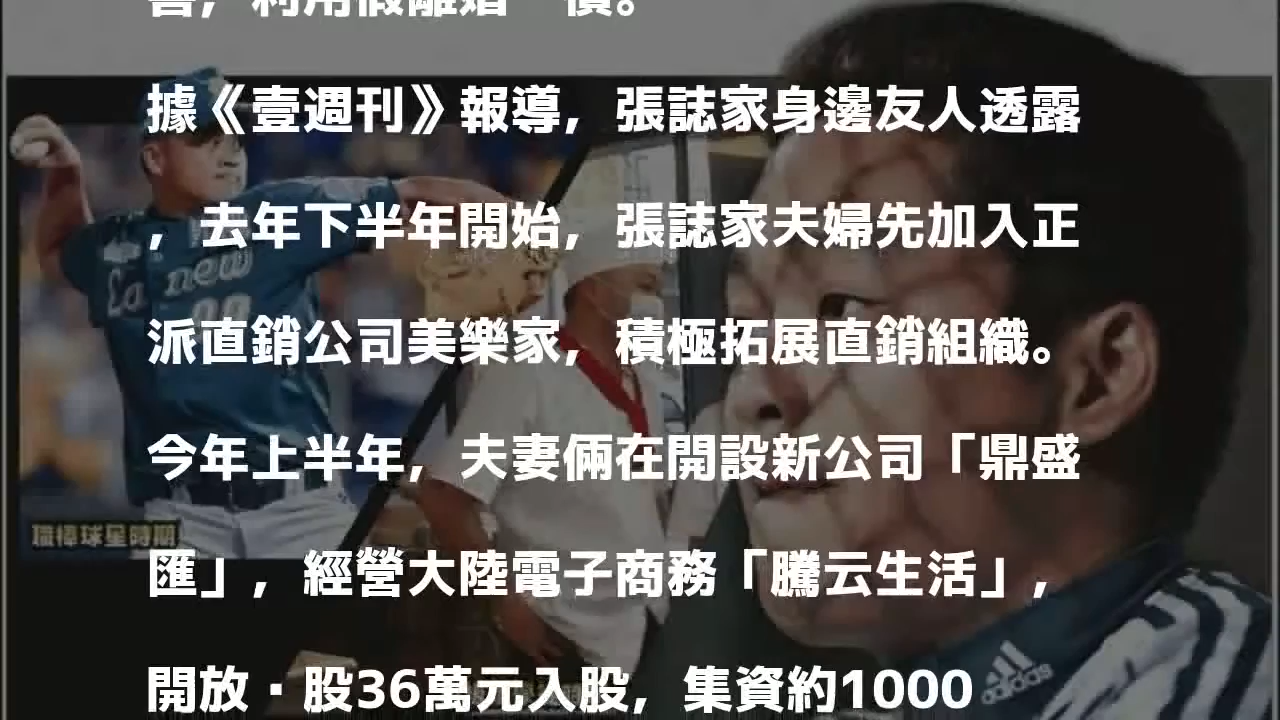 據《壹週刊》報導，張誌家身邊友人透露
，去年下半年開始，張誌家夫婦先加入正
派直銷公司美樂家，積極拓展直銷組織。
今年上半年，夫妻倆在開設新公司「鼎盛
匯」，經營大陸電子商務「騰云生活」，
開放·股36萬元入股，集資約1000
La new
職棒球星時期
adidas